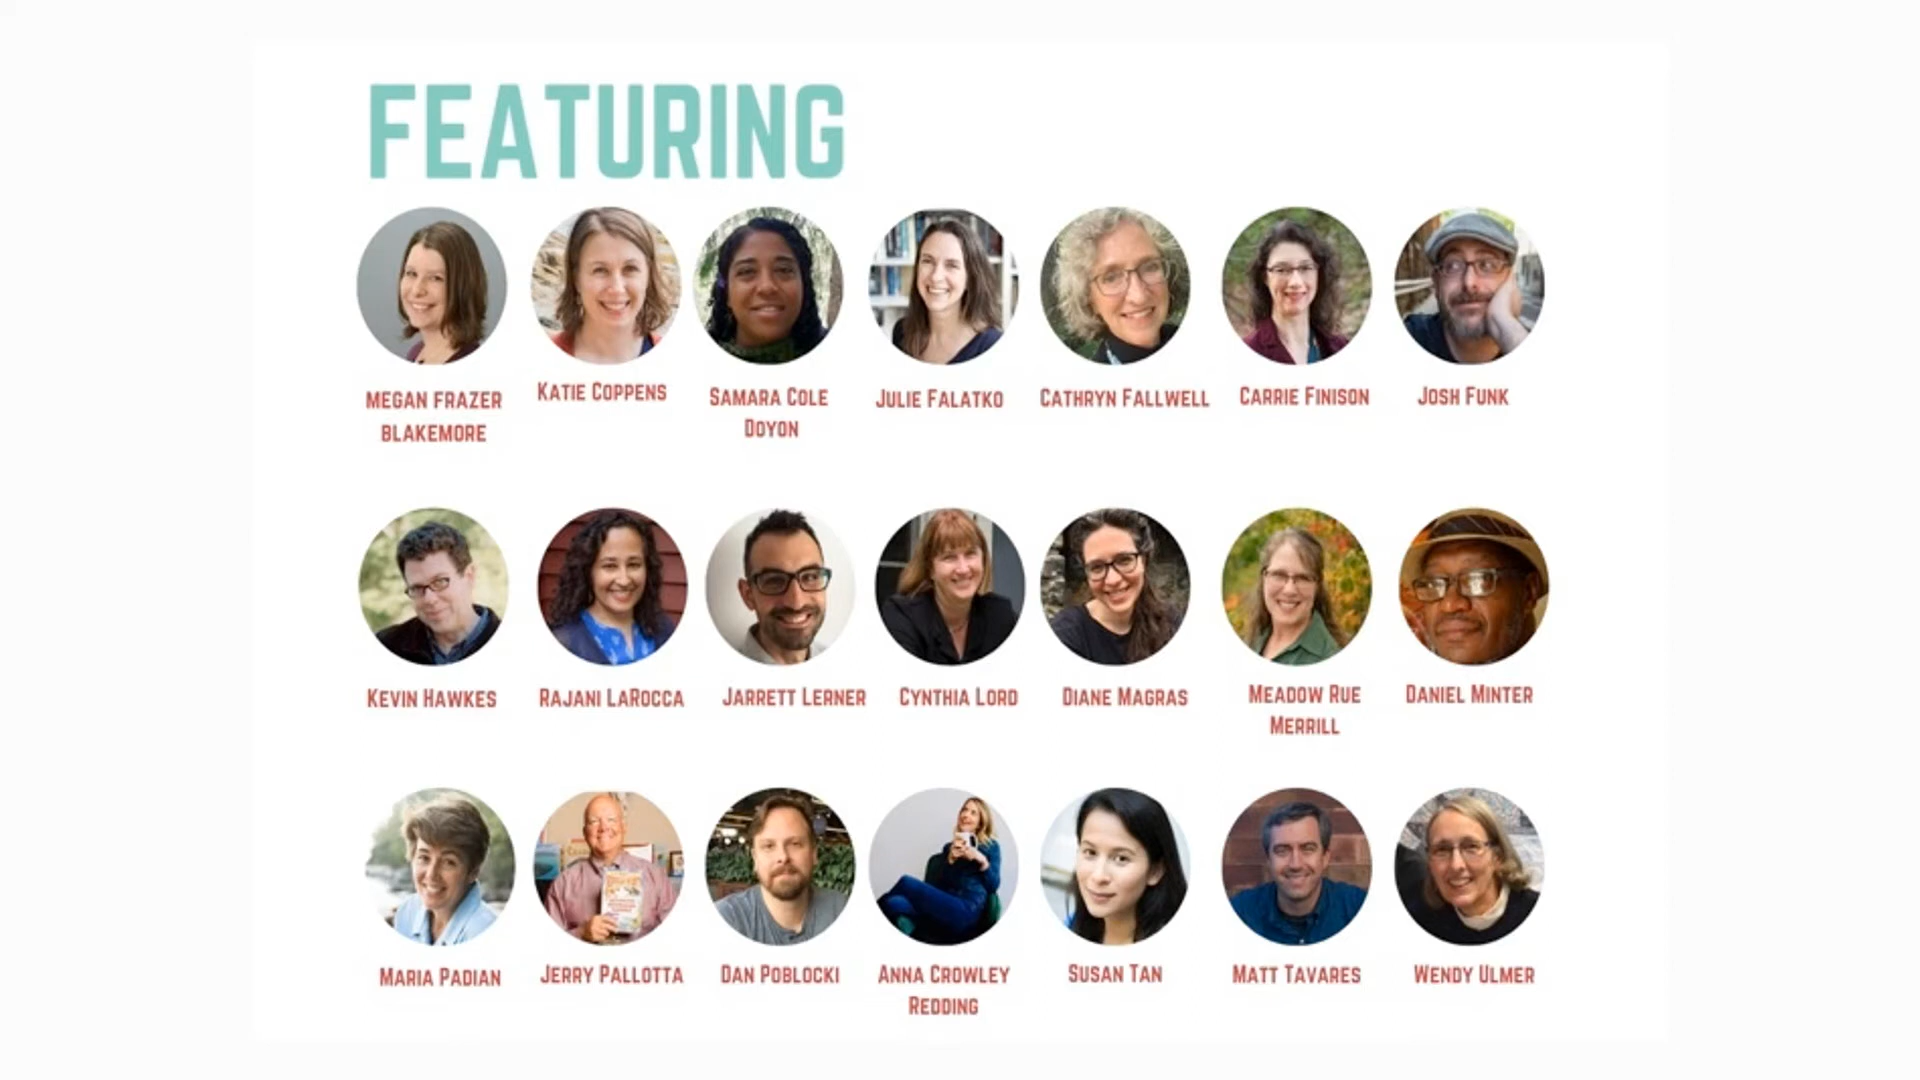 FEATURING
MEGAN FRAZER
BLAKEMORE
KATIE COPPENS
SAMARA COLE
DOYON
JULIE FALATKO
CATHRYN FALLWELL
CARRIE FINISON
JOSH FUNK
KEVIN HAWKES
RAJANI LAROCCA
JARRETT LERNER
CYNTHIA LORD
DIANE MAGRAS
MEADOW RUE
MERRILL
DANIEL MINTER
MARIA PADIAN
JERRY PALLOTTA
DAN POBLOCKI
ANNA CROWLEY
REDDING
SUSAN TAN
MATT TAVARES
WENDY ULMER